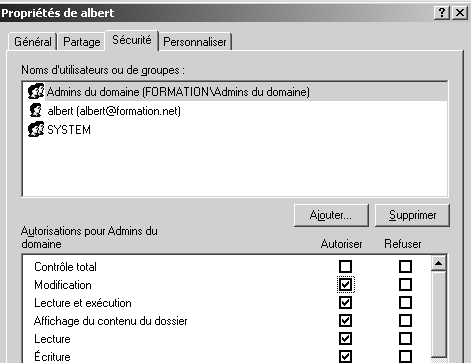 Propriétés de albert
Général Partage Sécurité Personnaliser
Noms d'utilisateurs ou de groupes :
Admins du domaine (FORMATION\Admins du domaine)
albert (albert@formation.net)
SYSTEM
Ajouter... Supprimer
Autorisations pour Admins du
domaine Autoriser Refuser
Contrôle total
Modification
Lecture et exécution
Affichage du contenu du dossier
Lecture
Écriture